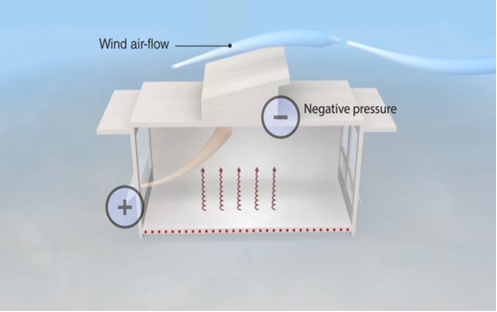 Wind air-flow
Negative pressure
−
+